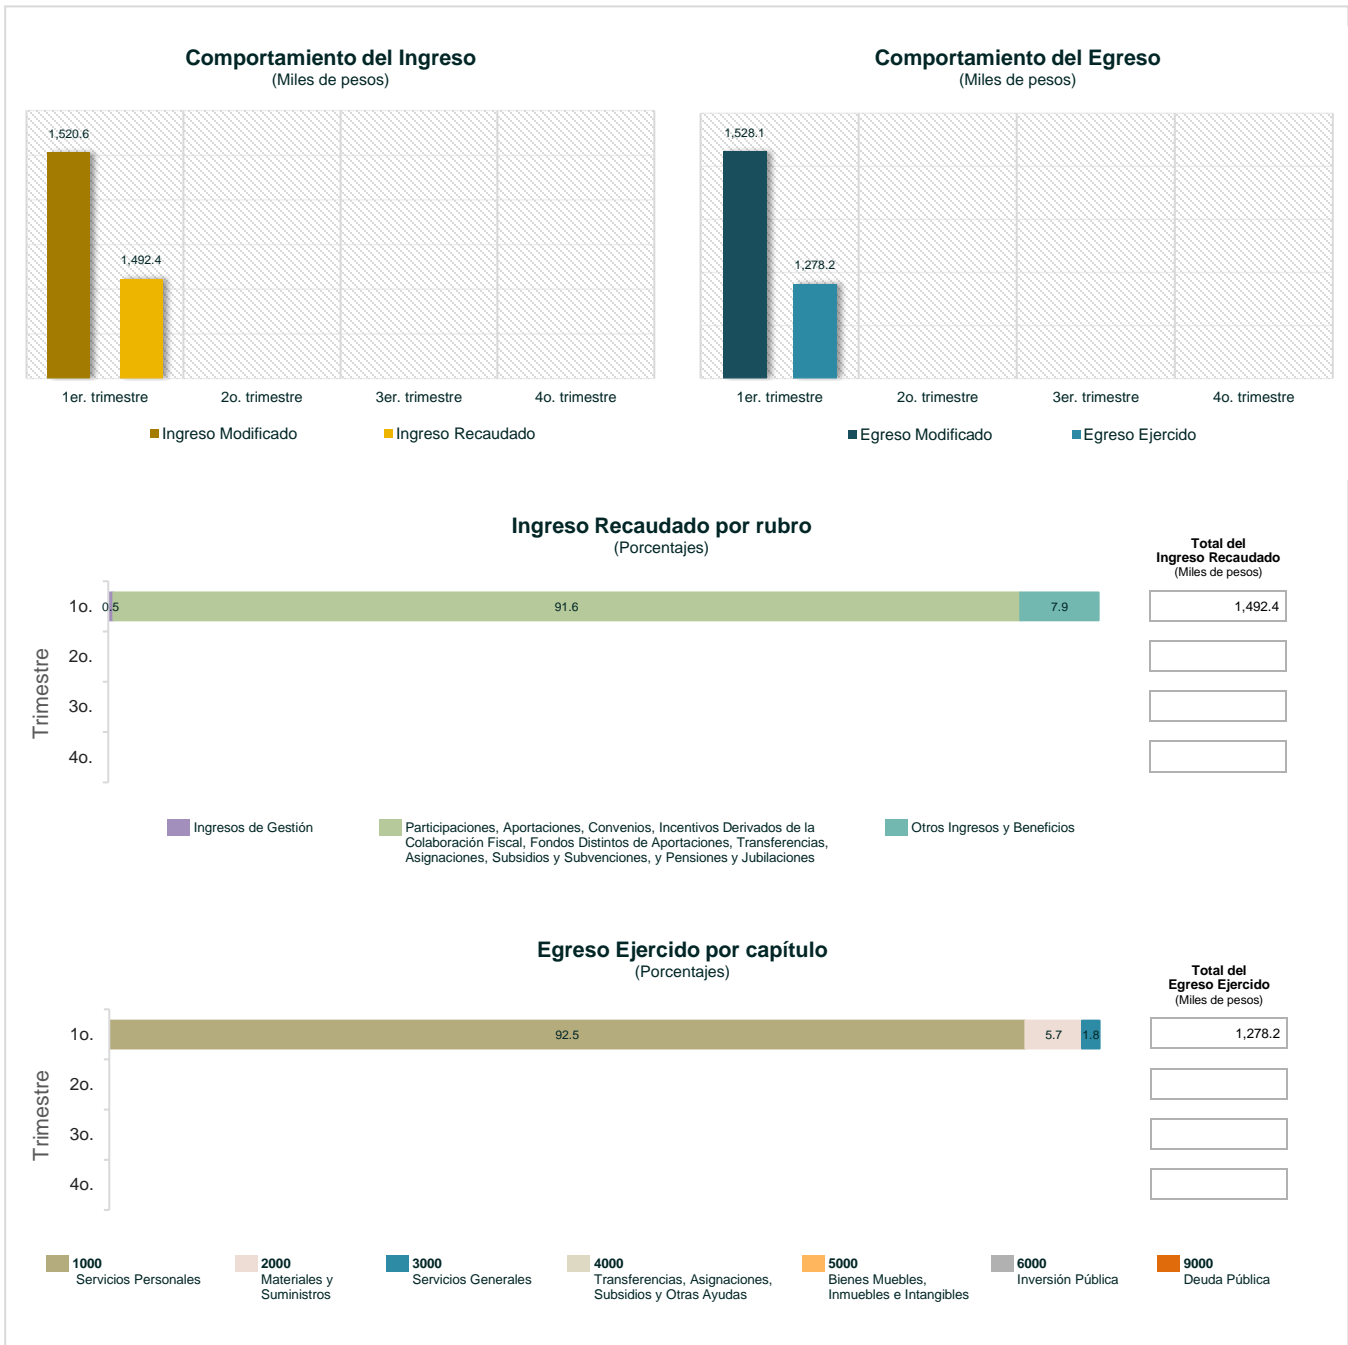 Comportamiento del Ingreso
(Miles de pesos)
1,520.6
1,492.4
1er. trimestre 2o. trimestre 3er. trimestre 4o. trimestre
Ingreso Modificado Ingreso Recaudado
Comportamiento del Egreso
(Miles de pesos)
1,528.1
1,278.2
1er. trimestre 2o. trimestre 3er. trimestre 4o. trimestre
Egreso Modificado Egreso Ejercido
Ingreso Recaudado por rubro
(Porcentajes)
Total del
Ingreso Recaudado
(Miles de pesos)
Trimestre
1o. 0.5 91.6 7.9 1,492.4
2o.
3o.
4o.
Ingresos de Gestión
Participaciones, Aportaciones, Convenios, Incentivos Derivados de la
Colaboración Fiscal, Fondos Distintos de Aportaciones, Transferencias,
Asignaciones, Subsidios y Subvenciones, y Pensiones y Jubilaciones
Otros Ingresos y Beneficios
Egreso Ejercido por capítulo
(Porcentajes)
Total del
Egreso Ejercido
(Miles de pesos)
Trimestre
1o. 92.5 5.7 1.8 1,278.2
2o.
3o.
4o.
1000
Servicios Personales
2000
Materiales y
Suministros
3000
Servicios Generales
4000
Transferencias, Asignaciones,
Subsidios y Otras Ayudas
5000
Bienes Muebles,
Inmuebles e Intangibles
6000
Inversión Pública
9000
Deuda Pública